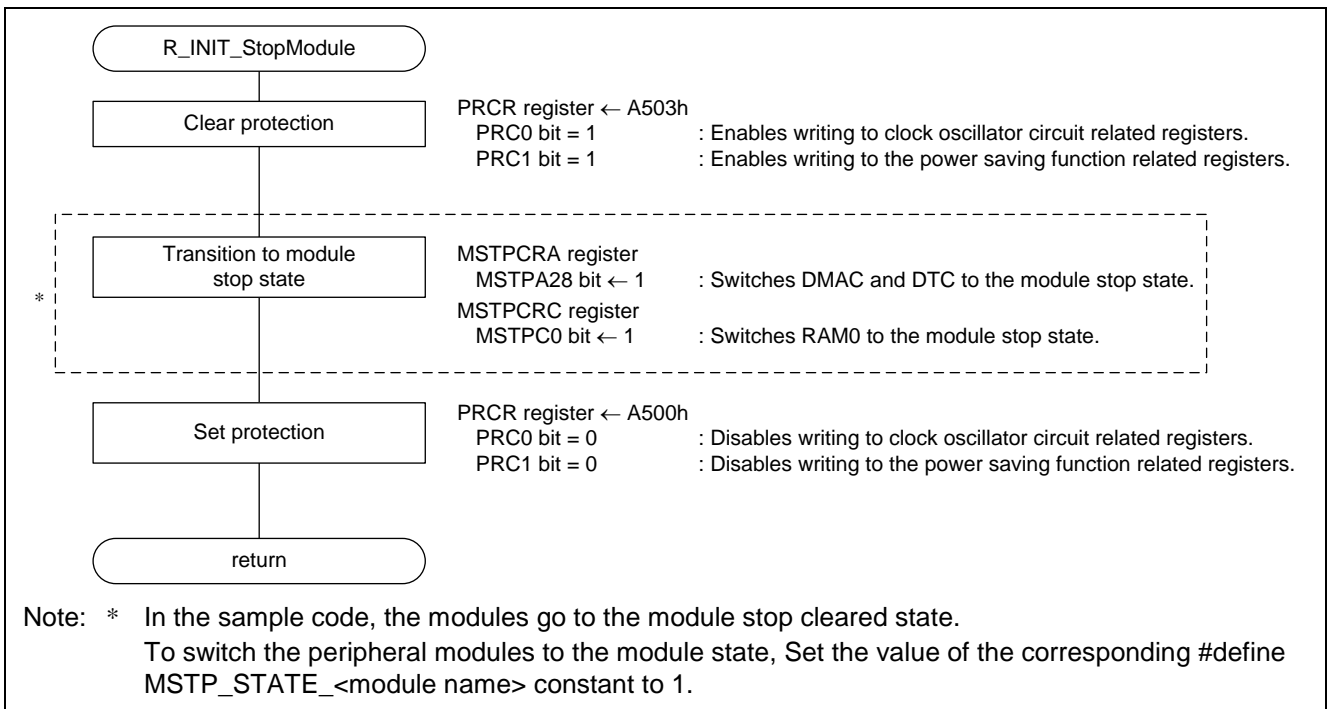 R_INIT_StopModule
Clear protection
PRCR register ← A503h
PRC0 bit = 1 : Enables writing to clock oscillator circuit related registers.
PRC1 bit = 1 : Enables writing to the power saving function related registers.
*
Transition to module
stop state
MSTPCRA register
MSTPA28 bit ← 1 : Switches DMAC and DTC to the module stop state.
MSTPCRC register
MSTPC0 bit ← 1 : Switches RAM0 to the module stop state.
Set protection
PRCR register ← A500h
PRC0 bit = 0 : Disables writing to clock oscillator circuit related registers.
PRC1 bit = 0 : Disables writing to the power saving function related registers.
return
Note: * In the sample code, the modules go to the module stop cleared state.
To switch the peripheral modules to the module state, Set the value of the corresponding #define
MSTP_STATE_<module name> constant to 1.